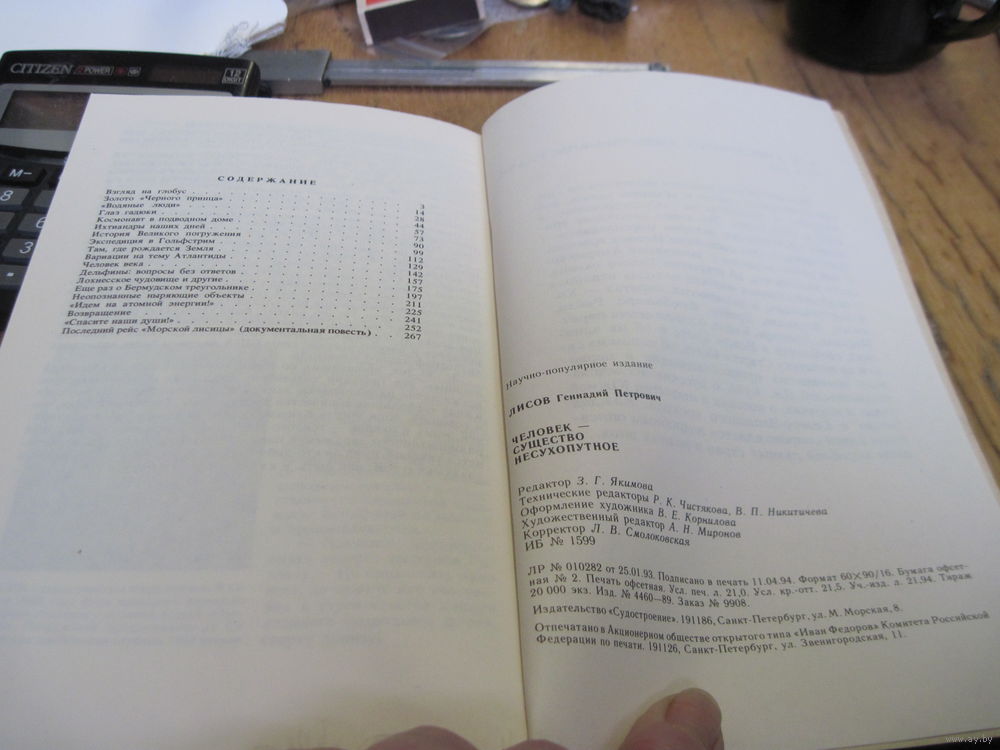 CITIZEN
POWER
12
DIGIT
M−
8
6
3
СОДЕРЖАНИЕ
Взгляд на глобус . . . 3
Золото «Черного принца» . . . 14
«Водяные люди» . . . 28
Глаз гадюки . . . 44
Космонавт в подводном доме . . . 57
Ихтиандры наших дней . . . 73
История Великого погружения . . . 90
Экспедиция в Гольфстрим . . . 99
Там, где рождается Земля . . . 112
Вариации на тему Атлантиды . . . 129
Человек века . . . 142
Дельфины: вопросы без ответов . . . 157
Лохнесское чудовище и другие . . . 175
Еще раз о Бермудском треугольнике . . . 197
Неопознанные ныряющие объекты . . . 211
«Идем на атомной энергии!» . . . 225
Возвращение . . . 241
«Спасите наши души!» . . . 252
Последний рейс «Морской лисицы» (документальная повесть) . . . 267
Научно-популярное издание
ЛИСОВ Геннадий Петрович
ЧЕЛОВЕК —
СУЩЕСТВО
НЕСУХОПУТНОЕ
Редактор З. Г. Якимова
Технические редакторы Р. К. Чистякова, В. П. Никитичева
Оформление художника В. Е. Корнилова
Художественный редактор А. Н. Миронов
Корректор Л. В. Смолоковская
ИБ № 1599
ЛР № 010282 от 25.01.93. Подписано в печать 11.04.94. Формат 60×90/16. Бумага офсет-
ная № 2. Печать офсетная. Усл. печ. л. 21,0. Усл. кр.-отт. 21,5. Уч.-изд. л. 21.94. Тираж
20 000 экз. Изд. № 4460—89. Заказ № 9908.
Издательство «Судостроение». 191186, Санкт-Петербург, ул. М. Морская, 8.
Отпечатано в Акционерном обществе открытого типа «Иван Федоров» Комитета Российской
Федерации по печати. 191126, Санкт-Петербург, ул. Звенигородская, 11.
www.ay.by